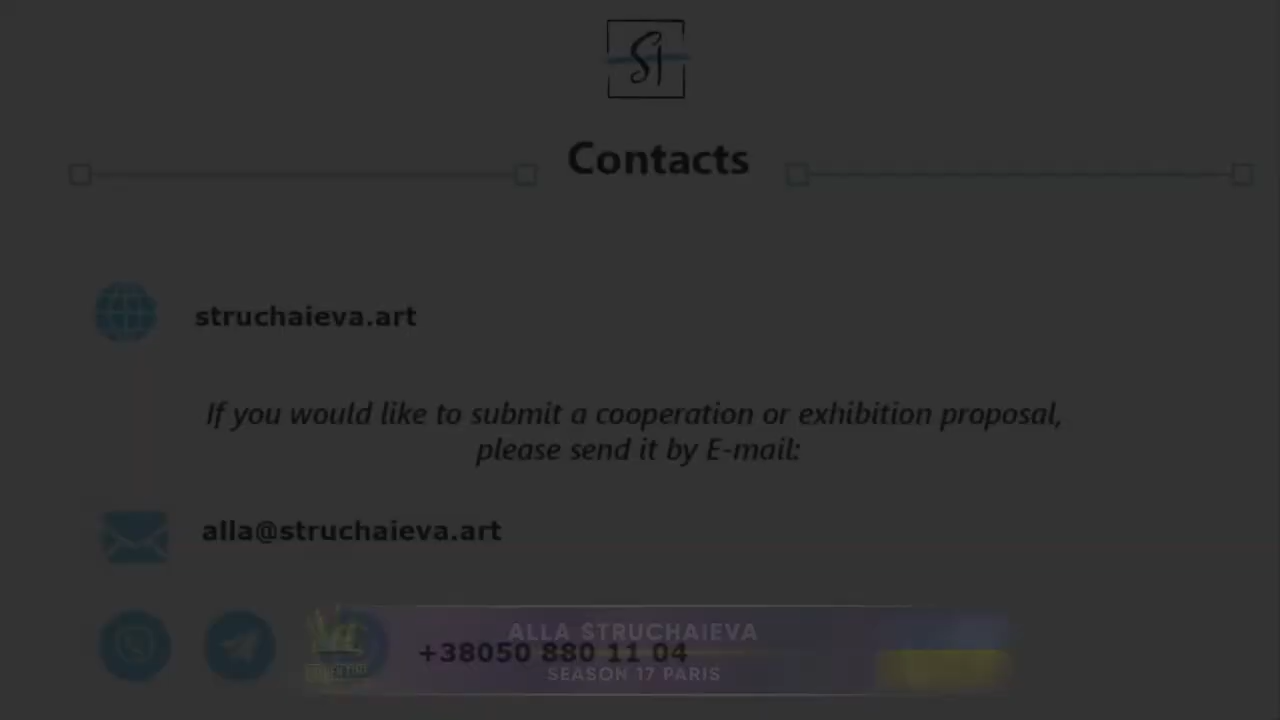 Contacts
struchaieva.art
If you would like to submit a cooperation or exhibition proposal,
please send it by E-mail:
alla@struchaieva.art
ALLA STRUCHAIEVA
+38050 880 11 04
SEASON 17 PARIS